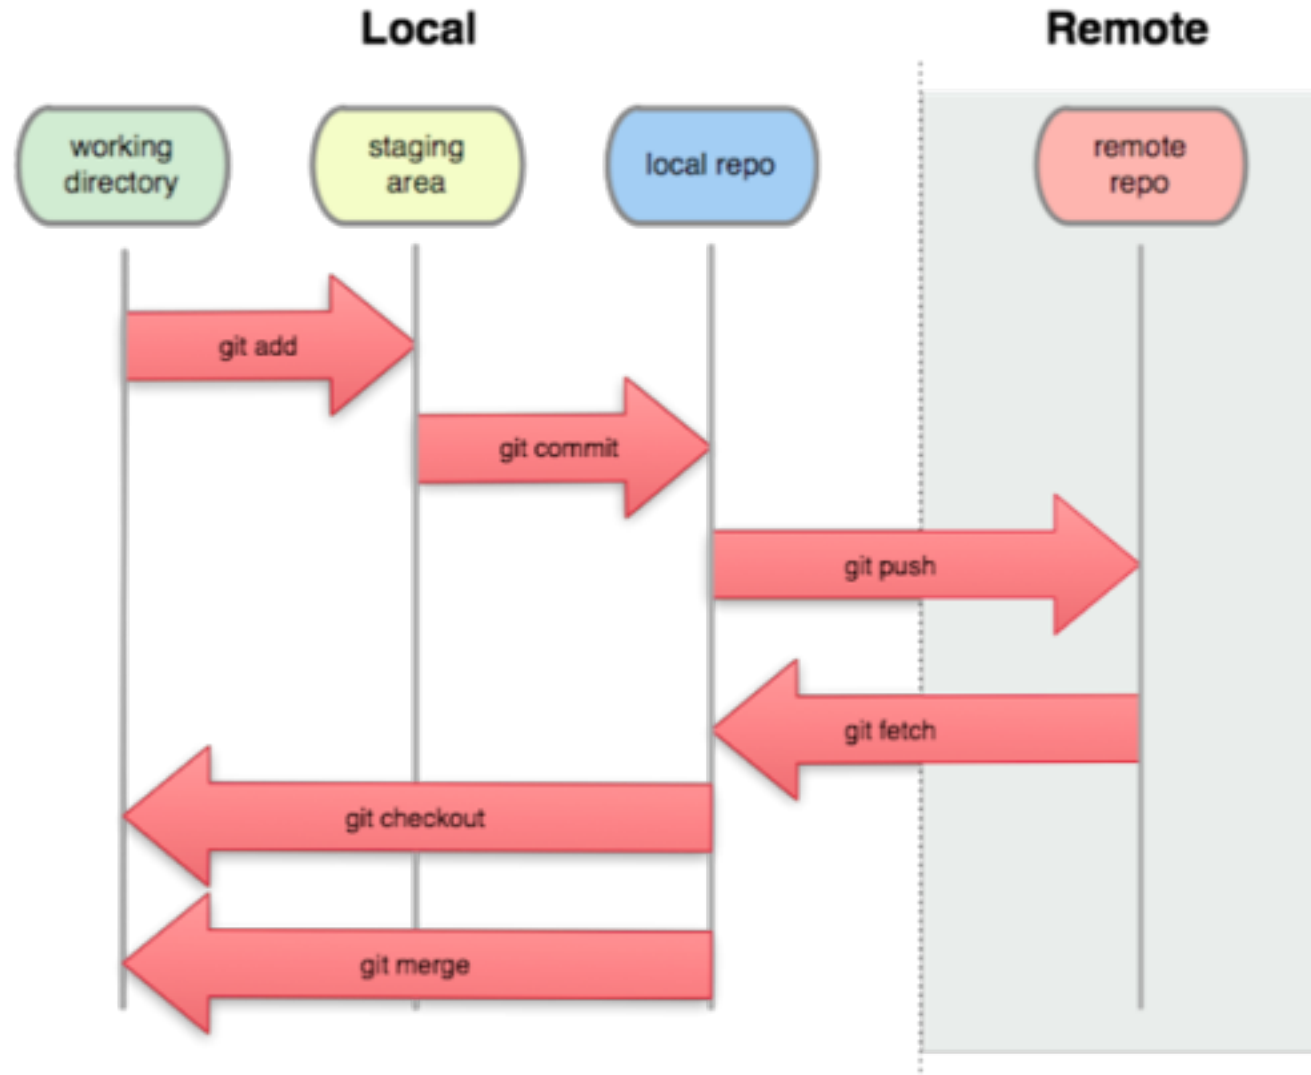 Local
Remote
working
directory
staging
area
local repo
remote
repo
git add
git commit
git push
git fetch
git checkout
git merge